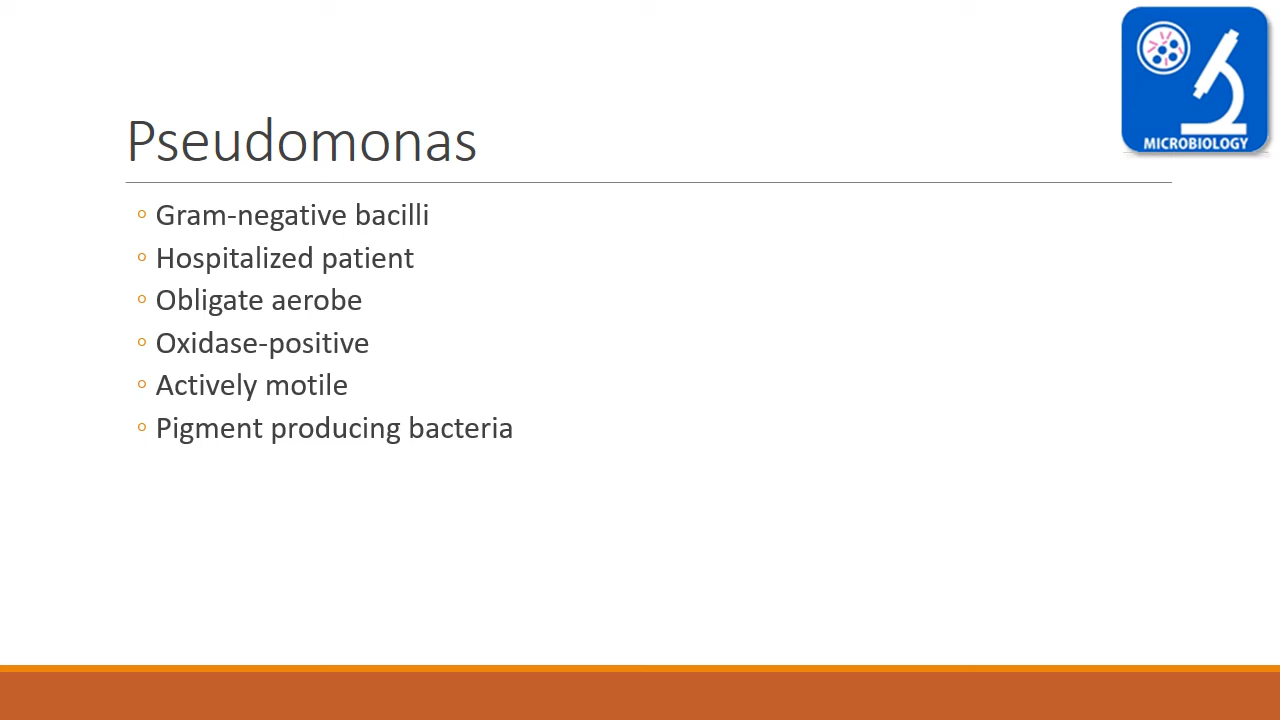 MICROBIOLOGY
Pseudomonas
◦ Gram-negative bacilli
◦ Hospitalized patient
◦ Obligate aerobe
◦ Oxidase-positive
◦ Actively motile
◦ Pigment producing bacteria